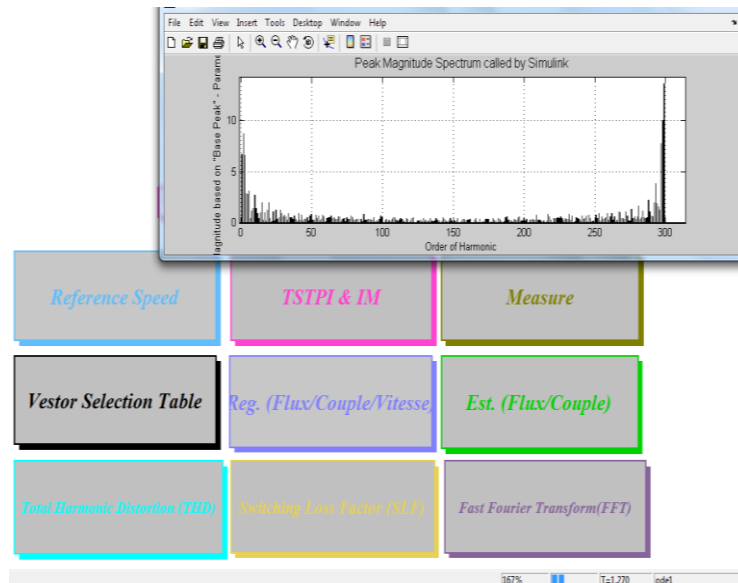 File Edit View Insert Tools Desktop Window Help
Peak Magnitude Spectrum called by Simulink
Magnitude based on "Base Peak" - Parame
10
5
0
0 50 100 150 200 250 300
Order of Harmonic
Reference Speed TSTPI & IM Measure
Vestor Selection Table Reg. (Flux/Couple/Vitesse) Est. (Flux/Couple)
Total Harmonic Distortion (THD) Switching Loss Factor (SLF) Fast Fourier Transform(FFT)
167% T=1.270 ode1